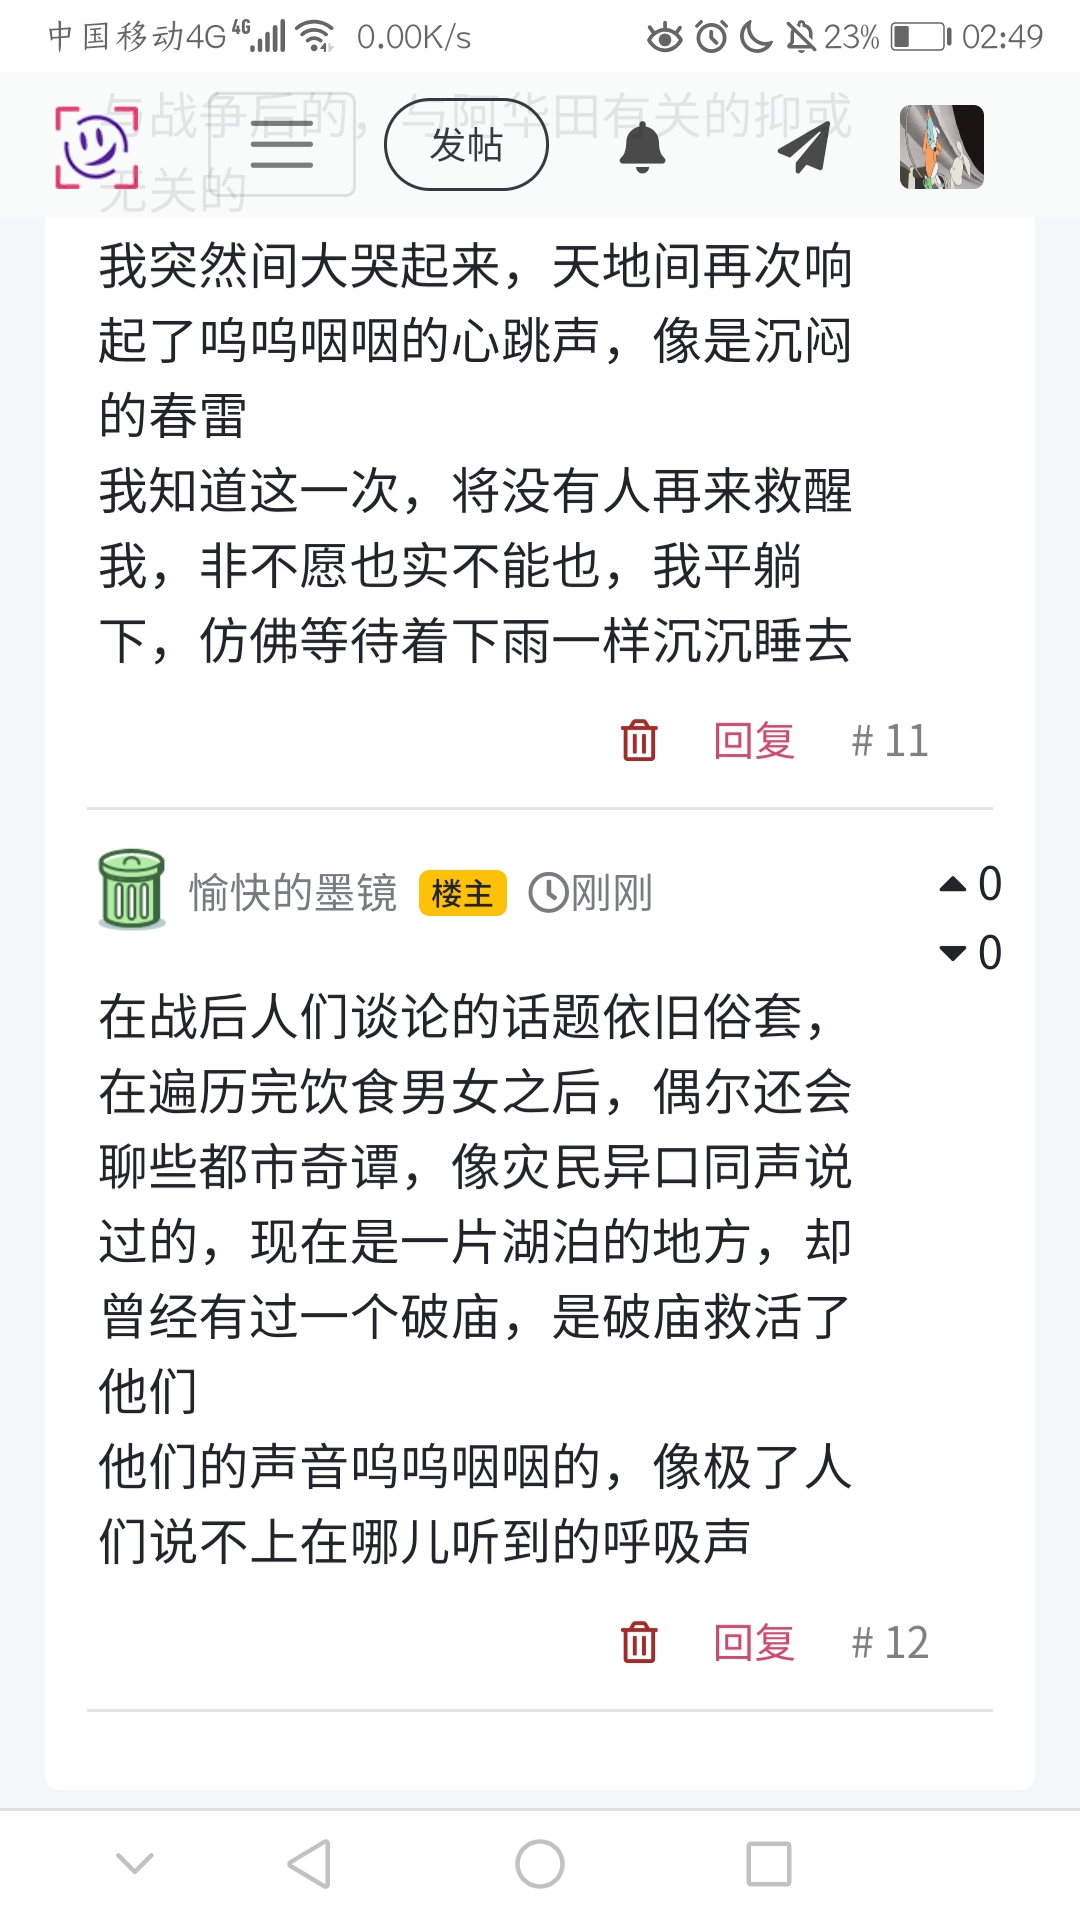 中国移动4G 4G 0.00K/s 23% 02:49
与战争后的，与阿华田有关的抑或
无关的
发帖
我突然间大哭起来，天地间再次响
起了呜呜咽咽的心跳声，像是沉闷
的春雷
我知道这一次，将没有人再来救醒
我，非不愿也实不能也，我平躺
下，仿佛等待着下雨一样沉沉睡去
回复 # 11
愉快的墨镜 楼主 刚刚
0
0
在战后人们谈论的话题依旧俗套，
在遍历完饮食男女之后，偶尔还会
聊些都市奇谭，像灾民异口同声说
过的，现在是一片湖泊的地方，却
曾经有过一个破庙，是破庙救活了
他们
他们的声音呜呜咽咽的，像极了人
们说不上在哪儿听到的呼吸声
回复 # 12